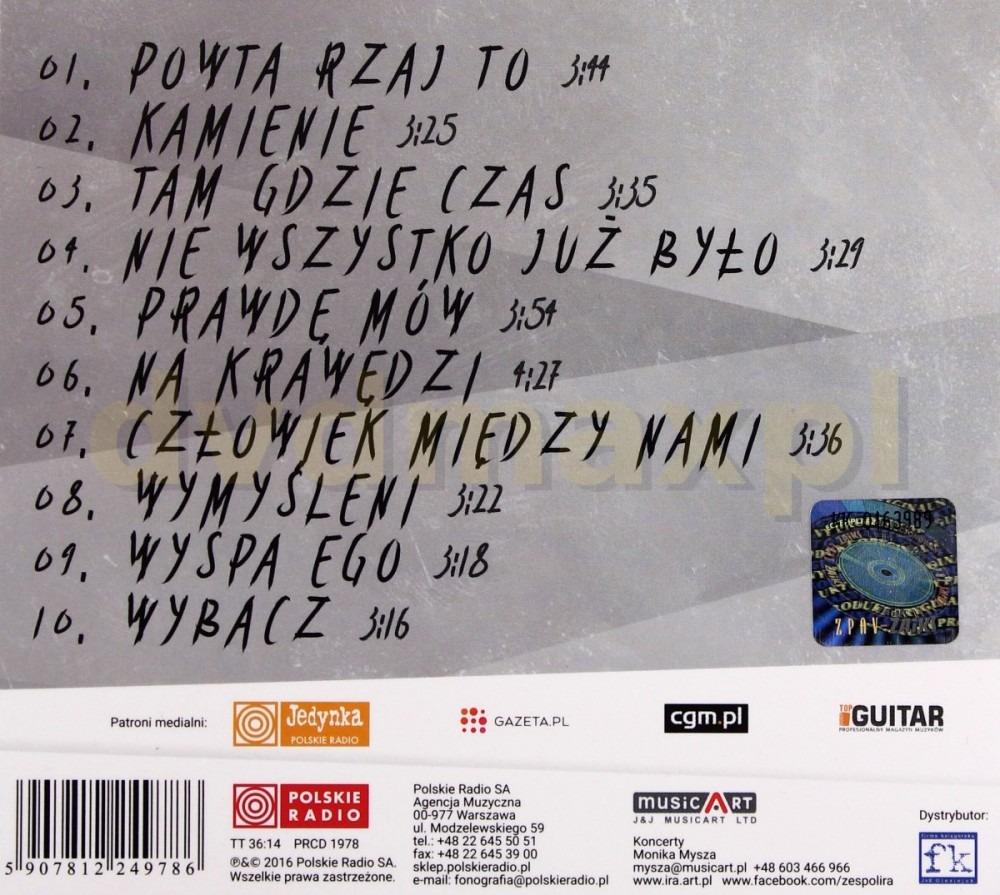 01. POWTARZAJ TO 3:44
02. KAMIENIE 3:25
03. TAM GDZIE CZAS 3:35
04. NIE WSZYSTKO JUŻ BYŁO 3:29
05. PRAWDĘ MÓW 3:54
06. NA KRAWĘDZI 4:27
07. CZŁOWIEK MIĘDZY NAMI 3:36
08. WYMYŚLENI 3:22
09. WYSPA EGO 3:18
10. WYBACZ 3:16
dvdmaxpl
ZPAV
Patroni medialni:
Jedynka
POLSKIE RADIO
GAZETA.PL
cgm.pl
TOP GUITAR
PROFESJONALNY MAGAZYN MUZYKÓW
5 907812 249786
POLSKIE
RADIO
TT 36:14 PRCD 1978
℗&© 2016 Polskie Radio SA.
Wszelkie prawa zastrzeżone.
Polskie Radio SA
Agencja Muzyczna
00-977 Warszawa
ul. Modzelewskiego 59
tel.: +48 22 645 50 51
fax: +48 22 645 39 00
sklep.polskieradio.pl
e-mail: fonografia@polskieradio.pl
MUSICART
J&J MUSICART LTD
Koncerty
Monika Mysza
mysza@musicart.pl +48 603 466 966
www.ira.art.pl www.facebook.com/zespolira
Dystrybutor:
firma księgarska
fk